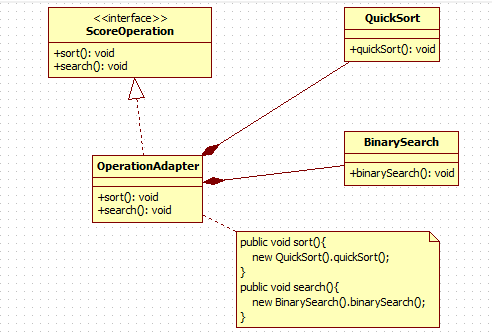 <<interface>>
ScoreOperation
+sort(): void
+search(): void
QuickSort
+quickSort(): void
BinarySearch
+binarySearch(): void
OperationAdapter
+sort(): void
+search(): void
public void sort(){
new QuickSort().quickSort();
}
public void search(){
new BinarySearch().binarySearch();
}